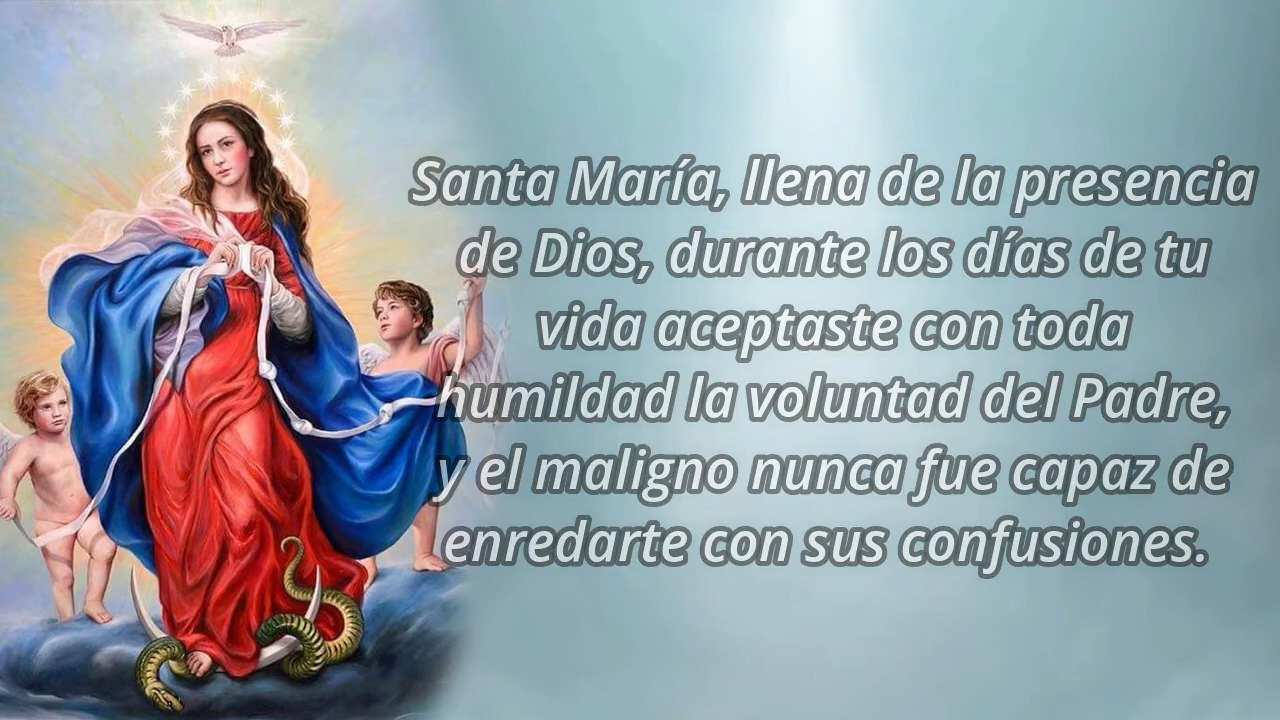 Santa María, llena de la presencia
de Dios, durante los días de tu
vida aceptaste con toda
humildad la voluntad del Padre,
y el maligno nunca fue capaz de
enredarte con sus confusiones.